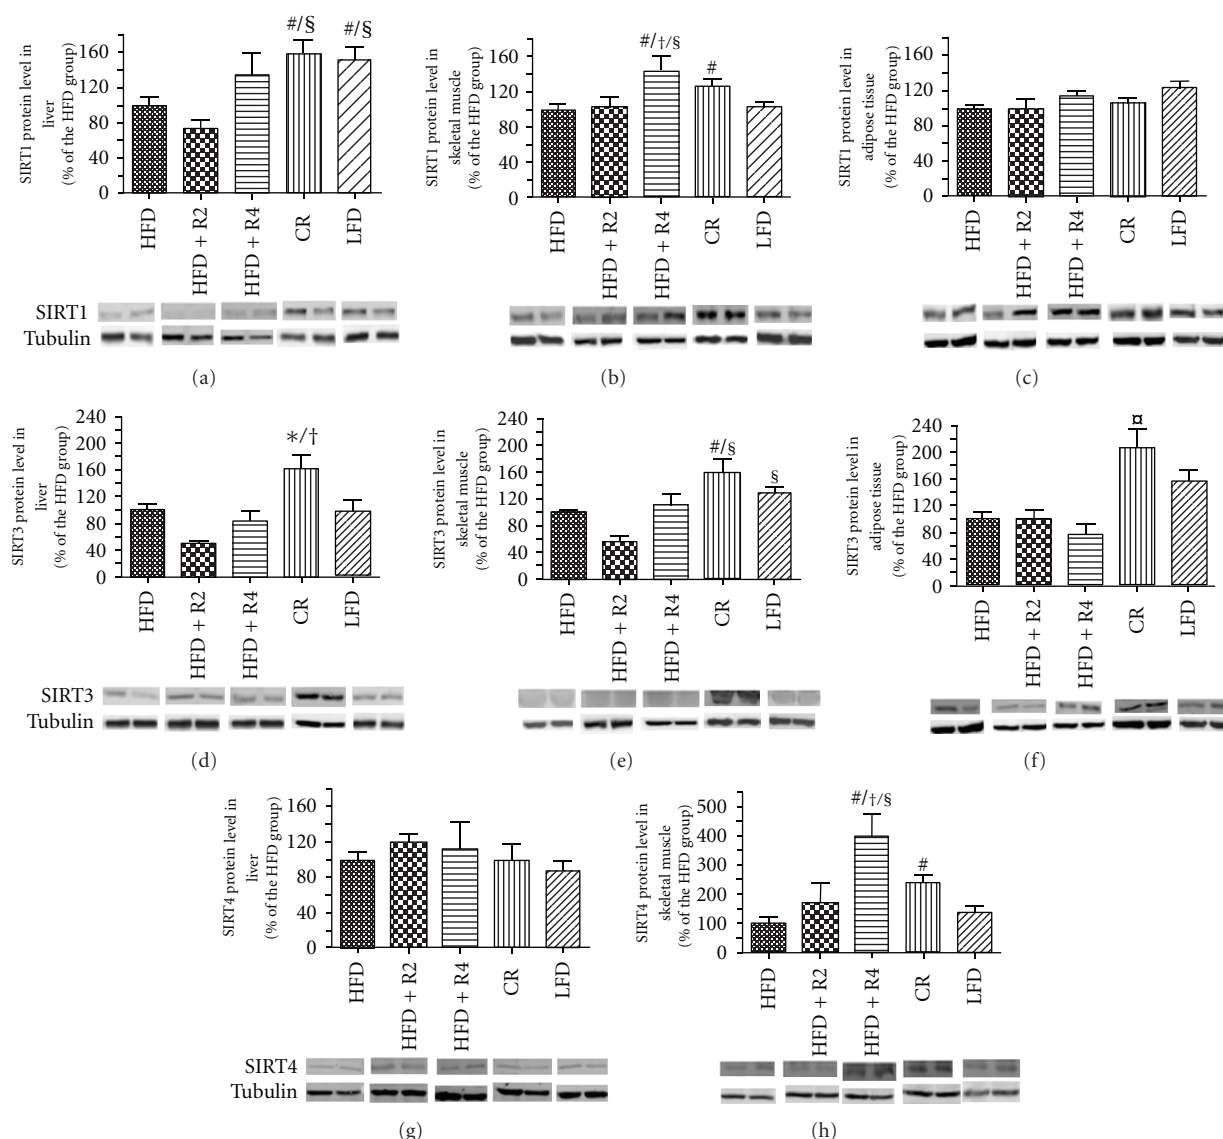 SIRT1 protein level in
liver
(% of the HFD group)
160
120
80
40
0
#/§
#/§
HFD
HFD + R2
HFD + R4
CR
LFD
SIRT1
Tubulin
(a)
SIRT1 protein level in
skeletal muscle
(% of the HFD group)
160
120
80
40
0
#/†/§
#
HFD
HFD + R2
HFD + R4
CR
LFD
(b)
SIRT1 protein level in
adipose tissue
(% of the HFD group)
160
120
80
40
0
HFD
HFD + R2
HFD + R4
CR
LFD
(c)
SIRT3 protein level in
liver
(% of the HFD group)
240
200
160
120
80
40
0
∗/†
HFD
HFD + R2
HFD + R4
CR
LFD
SIRT3
Tubulin
(d)
SIRT3 protein level in
skeletal muscle
(% of the HFD group)
240
200
160
120
80
40
0
#/§
§
HFD
HFD + R2
HFD + R4
CR
LFD
(e)
SIRT3 protein level in
adipose tissue
(% of the HFD group)
240
200
160
120
80
40
0
¤
HFD
HFD + R2
HFD + R4
CR
LFD
(f)
SIRT4 protein level in
liver
(% of the HFD group)
160
120
80
40
0
HFD
HFD + R2
HFD + R4
CR
LFD
SIRT4
Tubulin
(g)
SIRT4 protein level in
skeletal muscle
(% of the HFD group)
500
400
300
200
100
0
#/†/§
#
HFD
HFD + R2
HFD + R4
CR
LFD
(h)